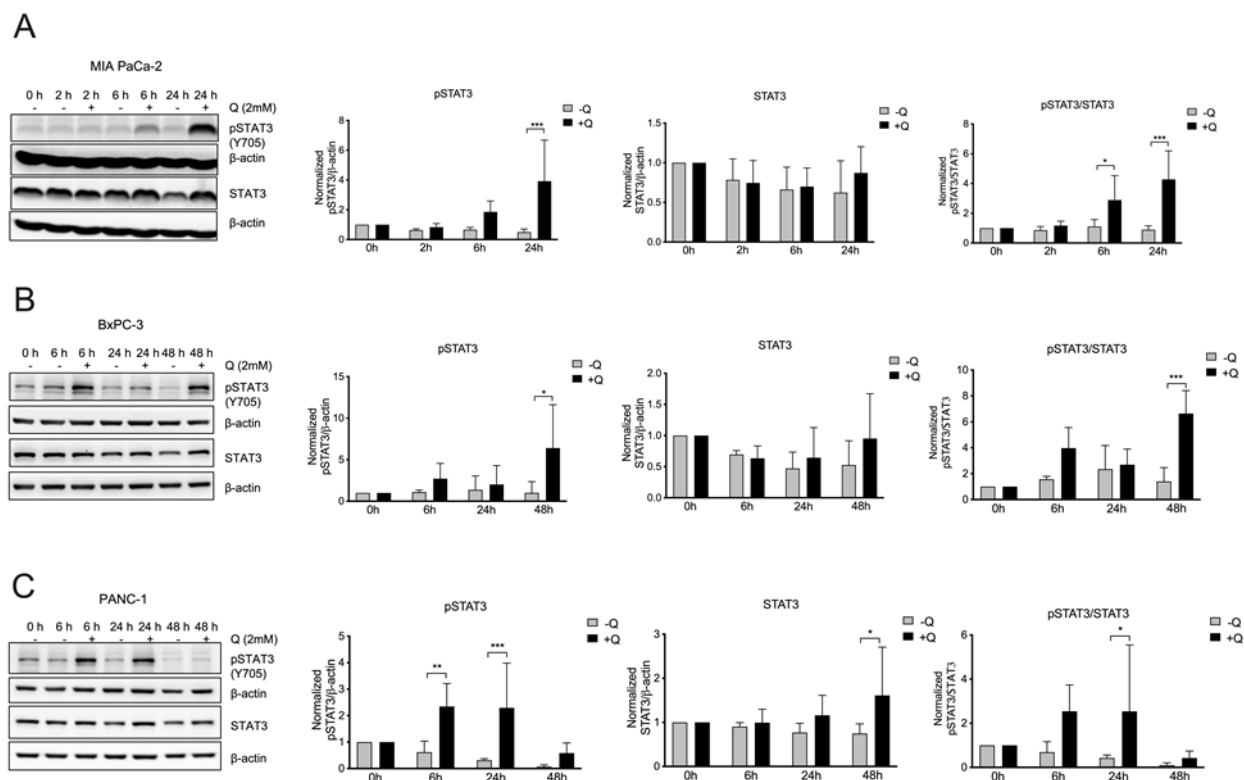 A
MIA PaCa-2
0 h 2 h 2 h 6 h 6 h 24 h 24 h
- - + - + - + Q (2mM)
pSTAT3
(Y705)
β-actin
STAT3
β-actin
pSTAT3
-Q
+Q
Normalized
pSTAT3/β-actin
8
6
4
2
0
***
0h 2h 6h 24h
STAT3
-Q
+Q
Normalized
STAT3/β-actin
1.5
1.0
0.5
0.0
0h 2h 6h 24h
pSTAT3/STAT3
-Q
+Q
Normalized
pSTAT3/STAT3
8
6
4
2
0
*
***
0h 2h 6h 24h
B
BxPC-3
0 h 6 h 6 h 24 h 24 h 48 h 48 h
- - + - + - + Q (2mM)
pSTAT3
(Y705)
β-actin
STAT3
β-actin
pSTAT3
-Q
+Q
Normalized
pSTAT3/β-actin
15
10
5
0
*
0h 6h 24h 48h
STAT3
-Q
+Q
Normalized
STAT3/β-actin
2.0
1.5
1.0
0.5
0.0
0h 6h 24h 48h
pSTAT3/STAT3
-Q
+Q
Normalized
pSTAT3/STAT3
10
8
6
4
2
0
***
0h 6h 24h 48h
C
PANC-1
0 h 6 h 6 h 24 h 24 h 48 h 48 h
- - + - + - + Q (2mM)
pSTAT3
(Y705)
β-actin
STAT3
β-actin
pSTAT3
-Q
+Q
Normalized
pSTAT3/β-actin
5
4
3
2
1
0
**
***
0h 6h 24h 48h
STAT3
-Q
+Q
Normalized
STAT3/β-actin
3
2
1
0
*
0h 6h 24h 48h
pSTAT3/STAT3
-Q
+Q
Normalized
pSTAT3/STAT3
6
4
2
0
*
0h 6h 24h 48h